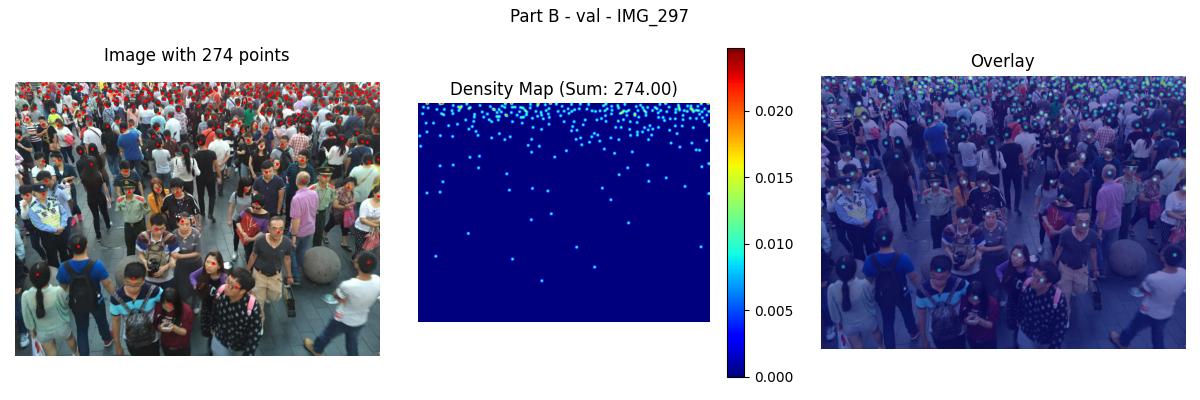 Part B - val - IMG_297
Image with 274 points
Density Map (Sum: 274.00)
Overlay
0.020
0.015
0.010
0.005
0.000